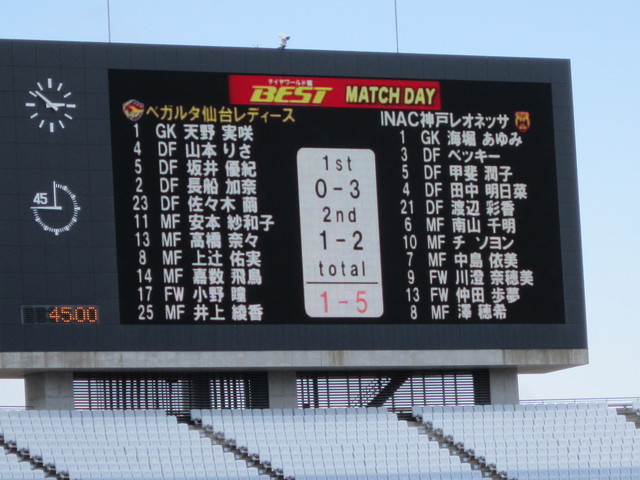 タイヤワールド館
BEST MATCH DAY
ベガルタ仙台レディース
1 GK 天野 実咲
4 DF 山本 りさ
5 DF 坂井 優紀
2 DF 長船 加奈
23 DF 佐々木 繭
11 MF 安本 紗和子
13 MF 高橋 奈々
8 MF 上辻 佑実
14 MF 嘉数 飛鳥
17 FW 小野 瞳
25 MF 井上 綾香
1st
0-3
2nd
1-2
total
1-5
INAC神戸レオネッサ
1 GK 海堀 あゆみ
3 DF ベッキー
5 DF 甲斐 潤子
4 DF 田中 明日菜
21 DF 渡辺 彩香
6 MF 南山 千明
10 MF チ ソヨン
7 MF 中島 依美
9 FW 川澄 奈穂美
13 FW 仲田 歩夢
8 MF 澤 穂希
45
45:00